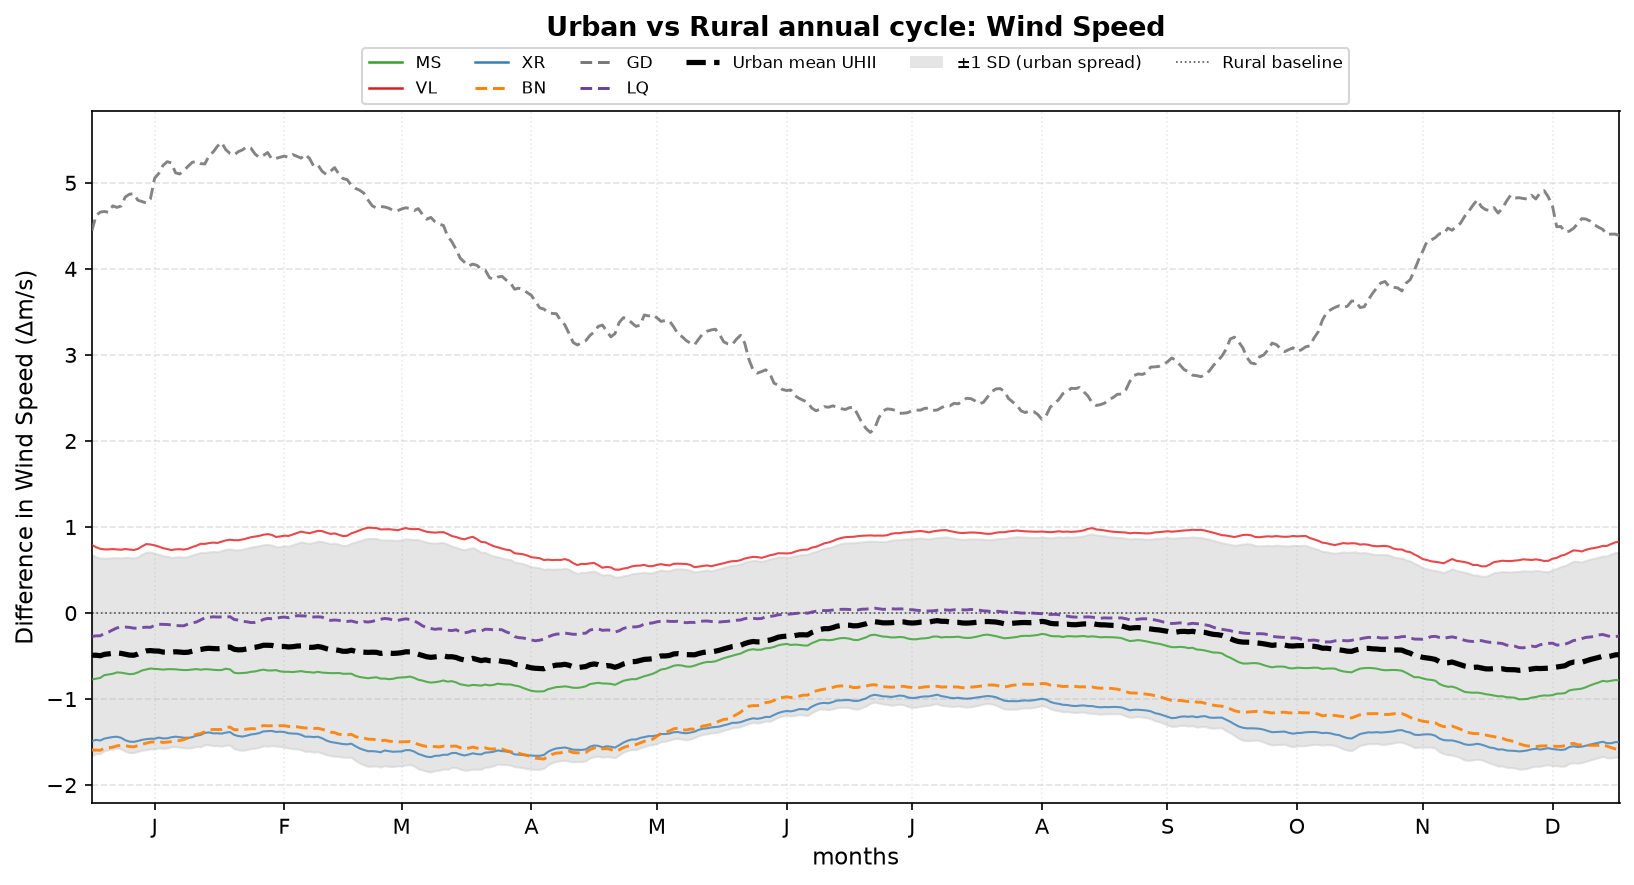 Urban vs Rural annual cycle: Wind Speed
MS XR GD Urban mean UHII ±1 SD (urban spread) Rural baseline
VL BN LQ
Difference in Wind Speed (Δm/s)
5
4
3
2
1
0
−1
−2
J F M A M J J A S O N D
months